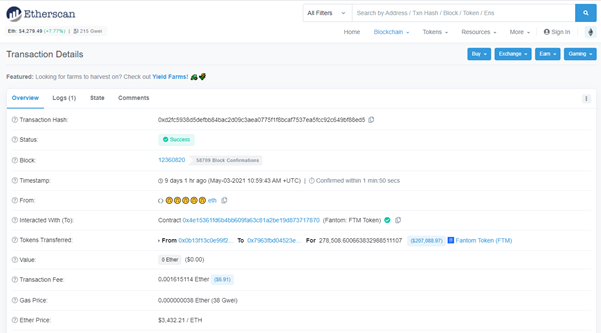 Etherscan
All Filters
Search by Address / Txn Hash / Block / Token / Ens
Eth: $4,279.49 (+7.77%) | 215 Gwei
Home Blockchain Tokens Resources More Sign In
Transaction Details
Buy Exchange Earn Gaming
Featured: Looking for farms to harvest on? Check out Yield Farms!
Overview Logs (1) State Comments
Transaction Hash: 0xd2fc5938d5defbb84bac2d09c3aea0775f1f8bcaf7537ea5fcc92c649bf88ed5
Status: Success
Block: 12360820 58799 Block Confirmations
Timestamp: 9 days 1 hr ago (May-03-2021 10:59:43 AM +UTC) | Confirmed within 1 min:50 secs
From: .eth
Interacted With (To): Contract 0x4e15361fd6b4bb609fa63c81a2be19d873717870 (Fantom: FTM Token)
Tokens Transferred: From 0x0b13f13c0e99f2... To 0x7963fbd04523e... For 278,508.600663832988511107 ($207,088.97) Fantom Token (FTM)
Value: 0 Ether ($0.00)
Transaction Fee: 0.001615114 Ether ($6.91)
Gas Price: 0.000000038 Ether (38 Gwei)
Ether Price: $3,432.21 / ETH